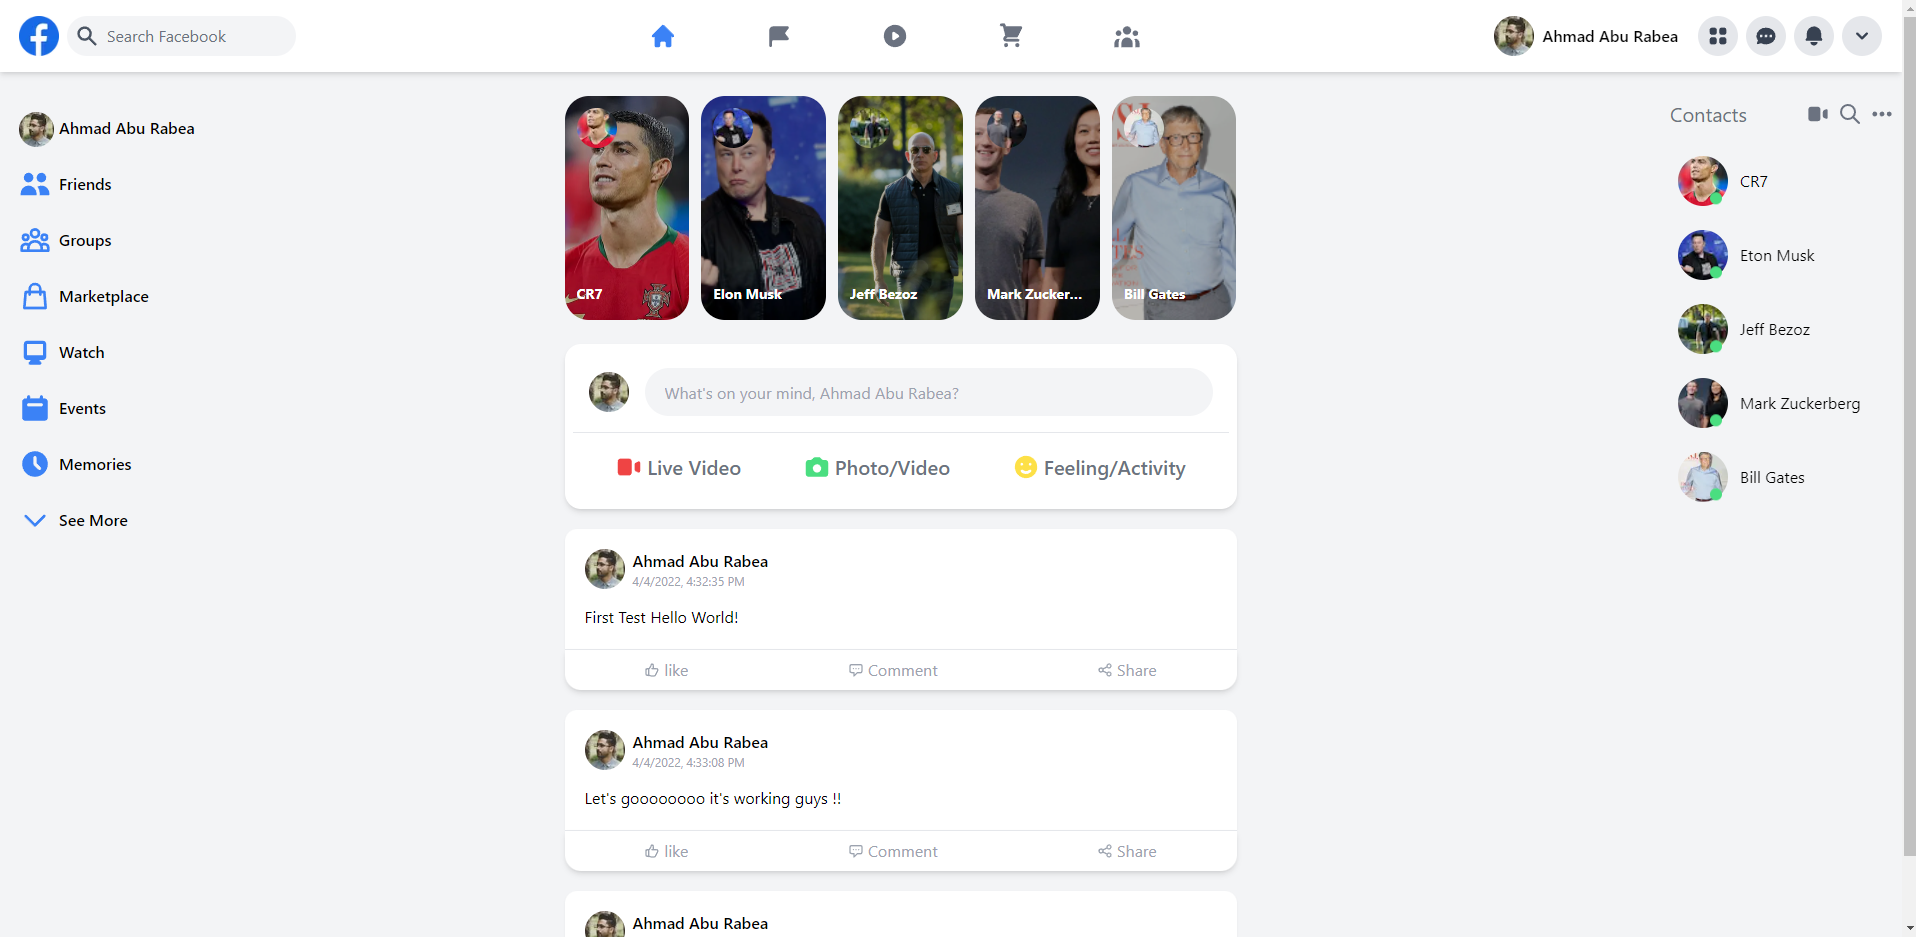 Search Facebook
Ahmad Abu Rabea
Ahmad Abu Rabea
Friends
Groups
Marketplace
Watch
Events
Memories
See More
CR7
Elon Musk
Jeff Bezoz
Mark Zucker...
Bill Gates
What's on your mind, Ahmad Abu Rabea?
Live Video
Photo/Video
Feeling/Activity
Ahmad Abu Rabea
4/4/2022, 4:32:35 PM
First Test Hello World!
like
Comment
Share
Ahmad Abu Rabea
4/4/2022, 4:33:08 PM
Let's goooooooo it's working guys !!
like
Comment
Share
Ahmad Abu Rabea
Contacts
CR7
Eton Musk
Jeff Bezoz
Mark Zuckerberg
Bill Gates